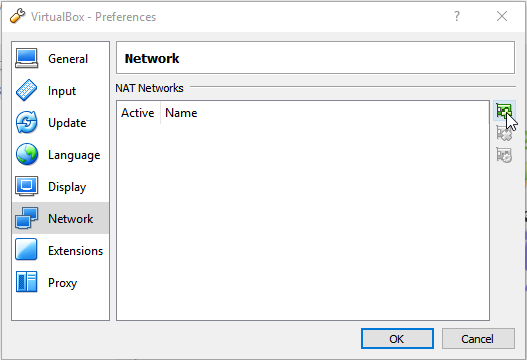 VirtualBox - Preferences
General
Input
Update
Language
Display
Network
Extensions
Proxy
Network
NAT Networks
Active Name
OK Cancel